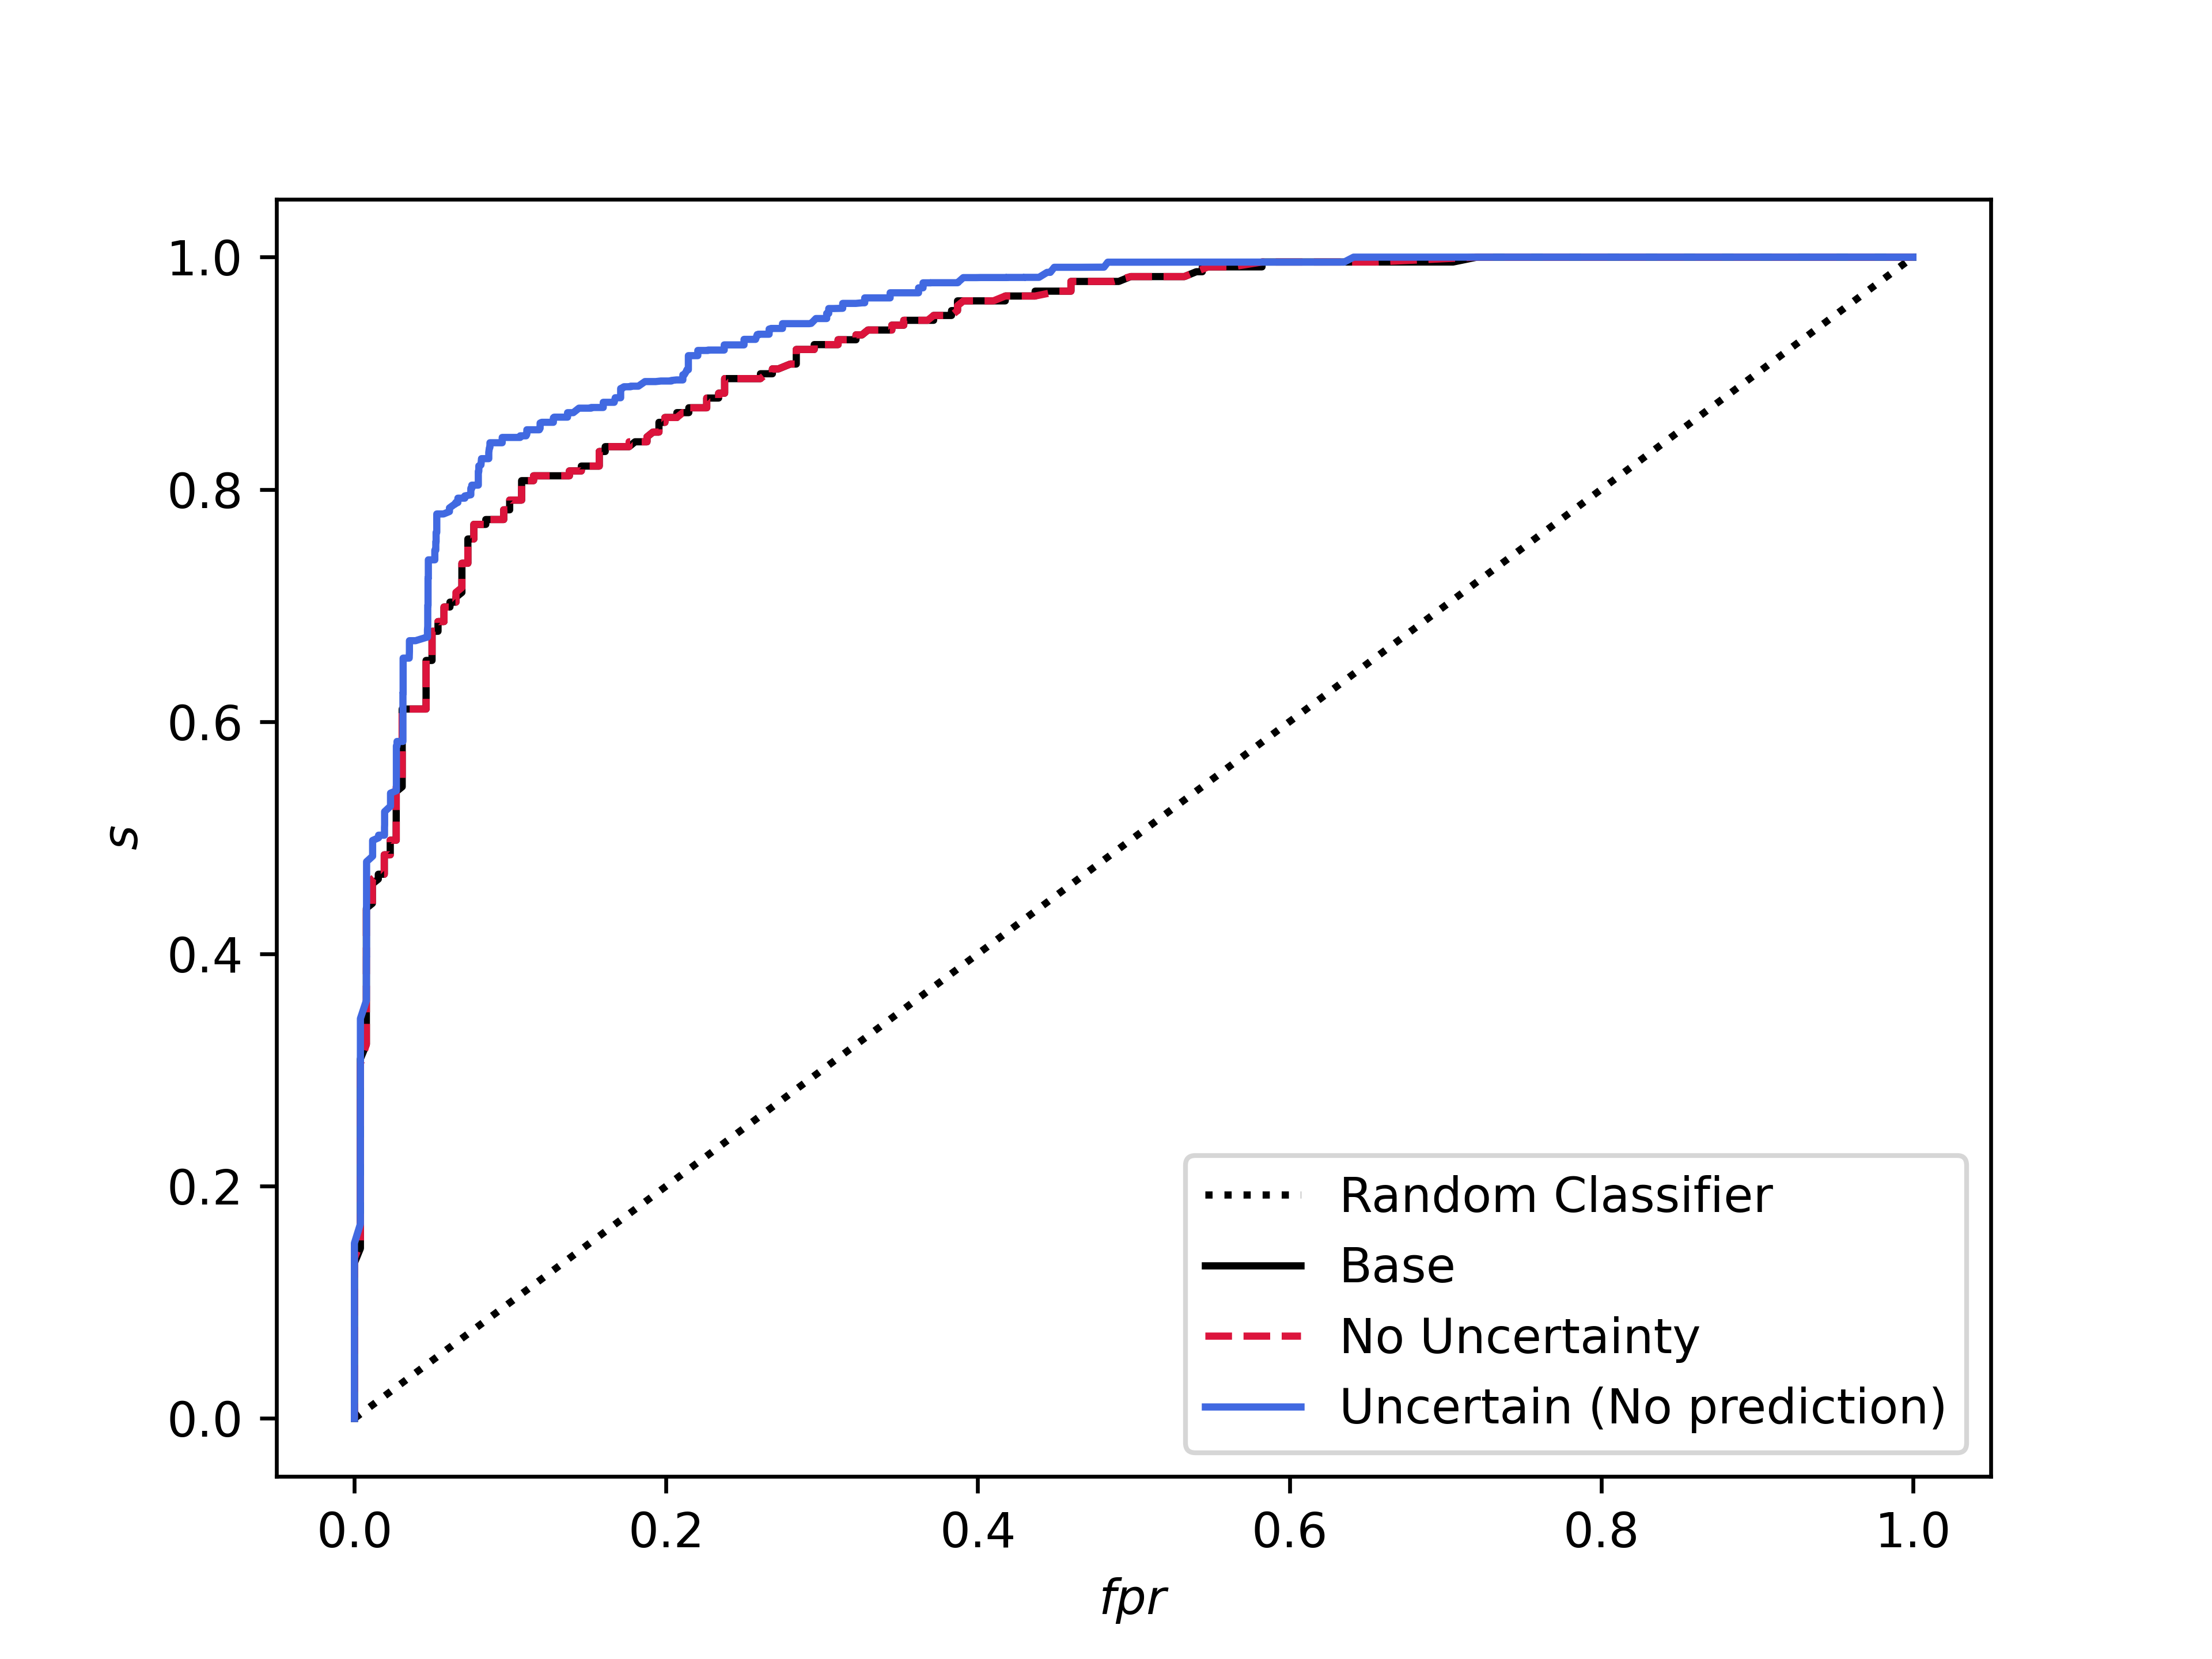 1.0
0.8
0.6
s
0.4
0.2
0.0
Random Classifier
Base
No Uncertainty
Uncertain (No prediction)
0.0 0.2 0.4 0.6 0.8 1.0
fpr